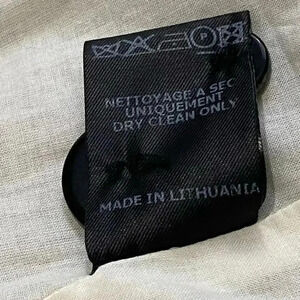 P
NETTOYAGE A SEC
UNIQUEMENT
DRY CLEAN ONLY
MADE IN LITHUANIA